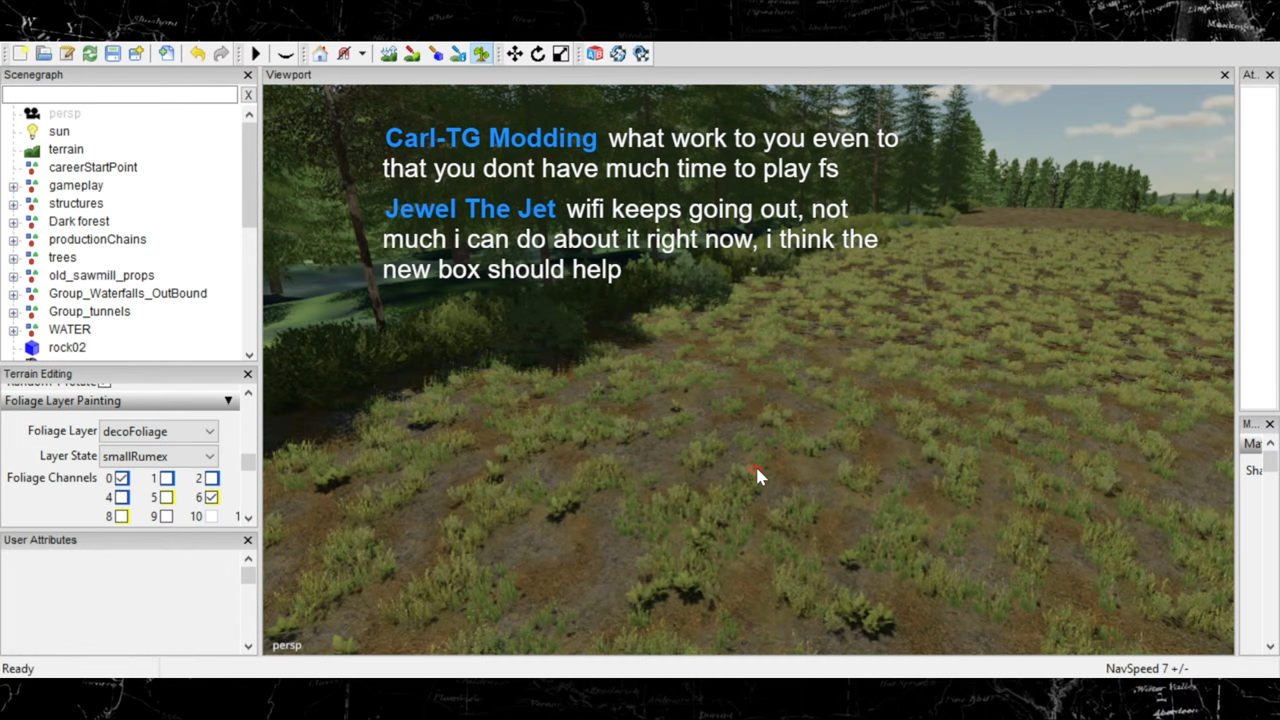 Scenegraph
Viewport
At..
X
persp
sun
terrain
careerStartPoint
gameplay
structures
Dark forest
productionChains
trees
old_sawmill_props
Group_Waterfalls_OutBound
Group_tunnels
WATER
rock02
Carl-TG Modding what work to you even to
that you dont have much time to play fs
Jewel The Jet wifi keeps going out, not
much i can do about it right now, i think the
new box should help
Terrain Editing
Foliage Layer Painting
Foliage Layer decoFoliage
Layer State smallRumex
Foliage Channels 0 1 2
4 5 6
8 9 10 1
User Attributes
M...
Ma
Sha
persp
Ready
NavSpeed 7 +/-